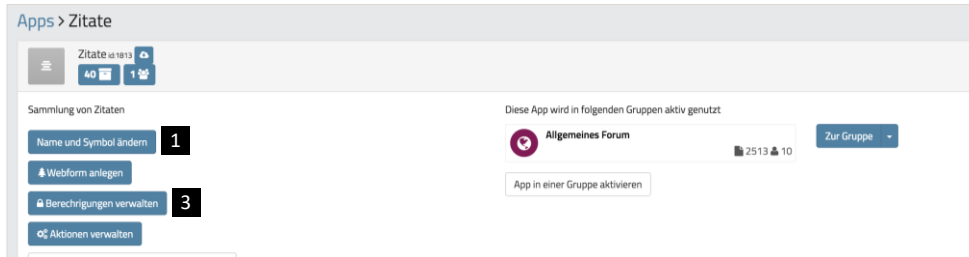 Apps > Zitate
Zitate id:1813
40 1
Sammlung von Zitaten
Name und Symbol ändern 1
Webform anlegen
Berechrigungen verwalten 3
Aktionen verwalten
Diese App wird in folgenden Gruppen aktiv genutzt
Allgemeines Forum
2513 10
Zur Gruppe
App in einer Gruppe aktivieren